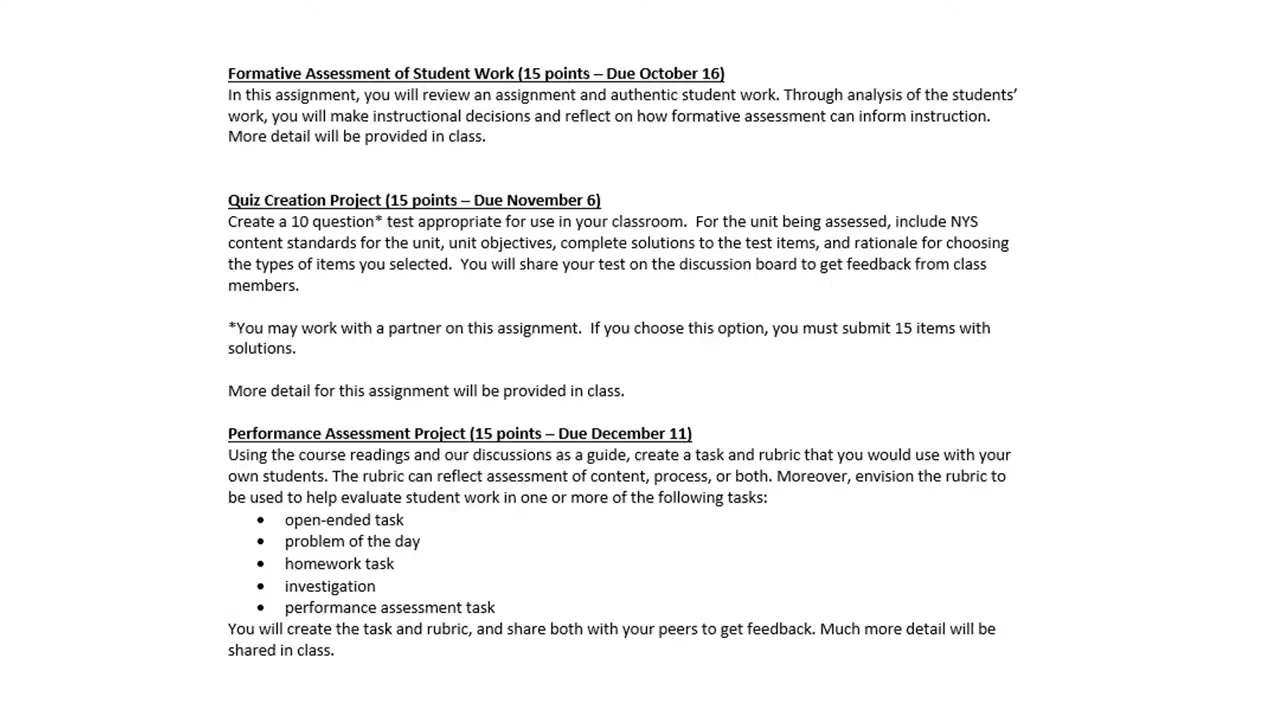 Formative Assessment of Student Work (15 points – Due October 16)
In this assignment, you will review an assignment and authentic student work. Through analysis of the students’
work, you will make instructional decisions and reflect on how formative assessment can inform instruction.
More detail will be provided in class.
Quiz Creation Project (15 points – Due November 6)
Create a 10 question* test appropriate for use in your classroom.  For the unit being assessed, include NYS
content standards for the unit, unit objectives, complete solutions to the test items, and rationale for choosing
the types of items you selected.  You will share your test on the discussion board to get feedback from class
members.
*You may work with a partner on this assignment.  If you choose this option, you must submit 15 items with
solutions.
More detail for this assignment will be provided in class.
Performance Assessment Project (15 points – Due December 11)
Using the course readings and our discussions as a guide, create a task and rubric that you would use with your
own students. The rubric can reflect assessment of content, process, or both. Moreover, envision the rubric to
be used to help evaluate student work in one or more of the following tasks:
• open-ended task
• problem of the day
• homework task
• investigation
• performance assessment task
You will create the task and rubric, and share both with your peers to get feedback. Much more detail will be
shared in class.